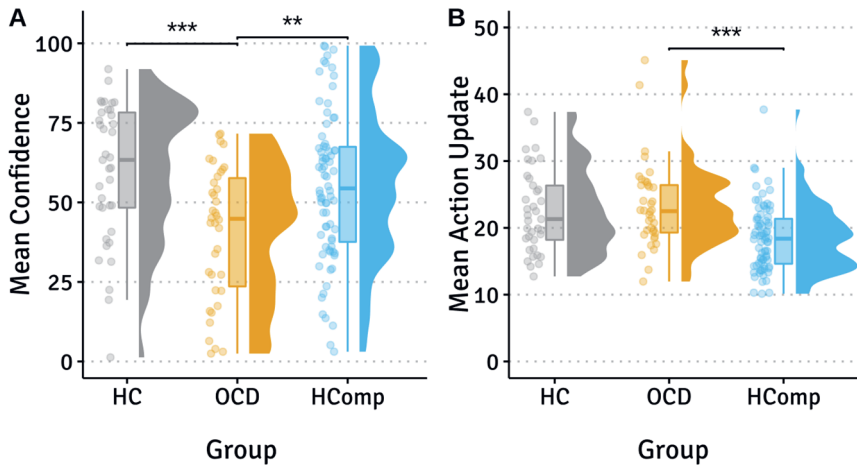 A
***
**
100
75
50
25
0
Mean Confidence
HC
OCD
HComp
Group
B
***
50
40
30
20
10
0
Mean Action Update
HC
OCD
HComp
Group